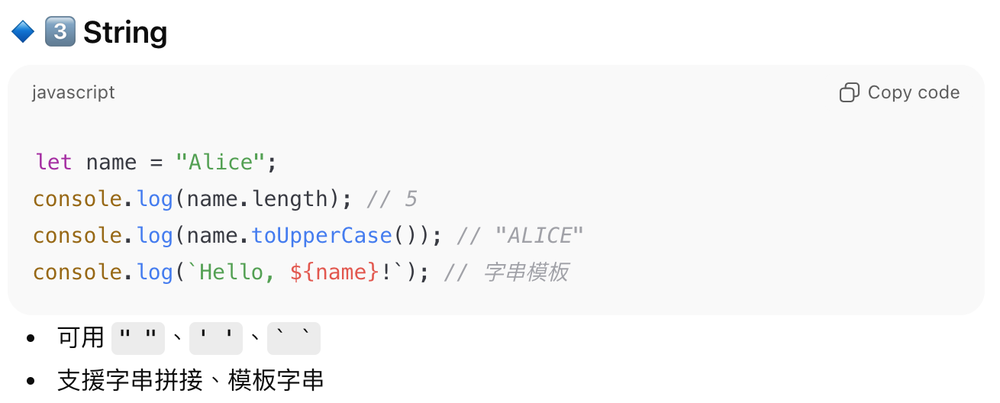 🔷 3️⃣ String
javascript
Copy code
let name = "Alice";
console.log(name.length); // 5
console.log(name.toUpperCase()); // "ALICE"
console.log(`Hello, ${name}!`); // 字串模板
• 可用 " "、' '、` `
• 支援字串拼接、模板字串